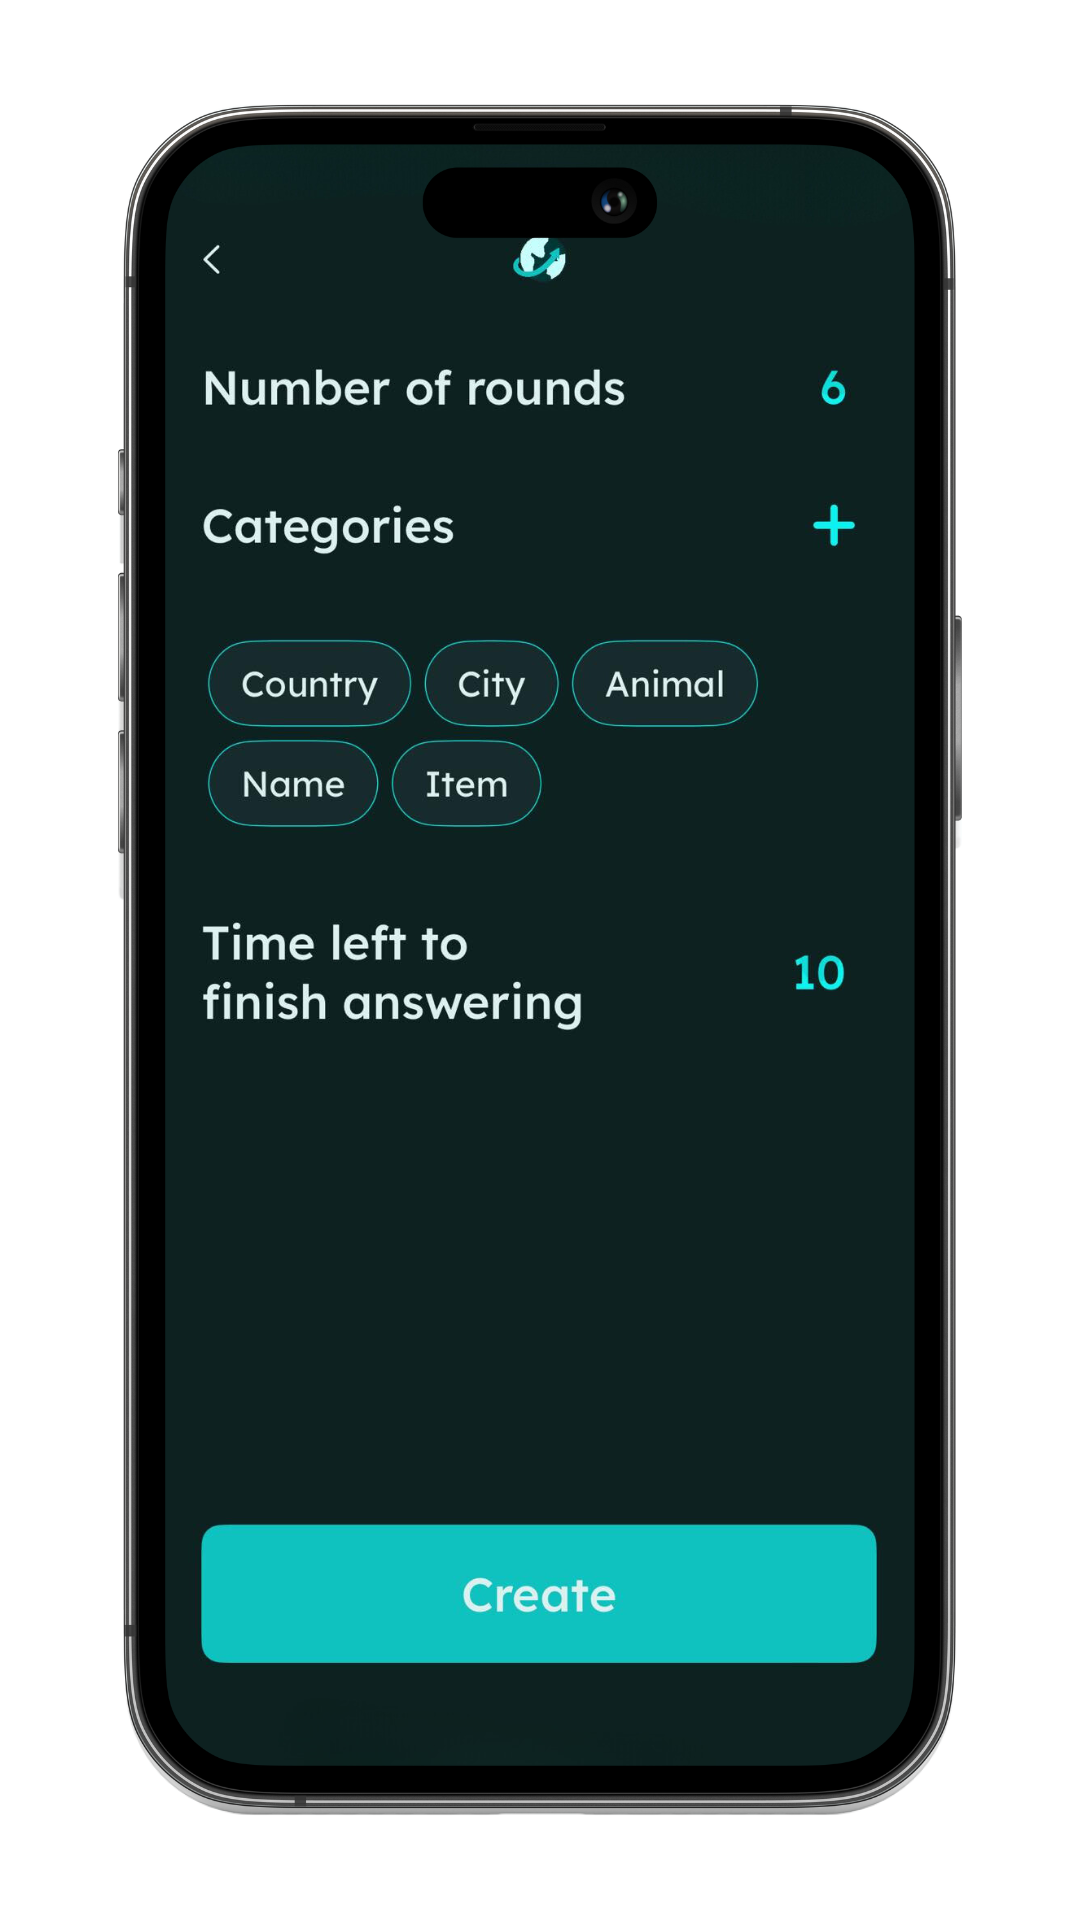 Number of rounds 6
Categories +
Country City Animal
Name Item
Time left to
finish answering 10
Create